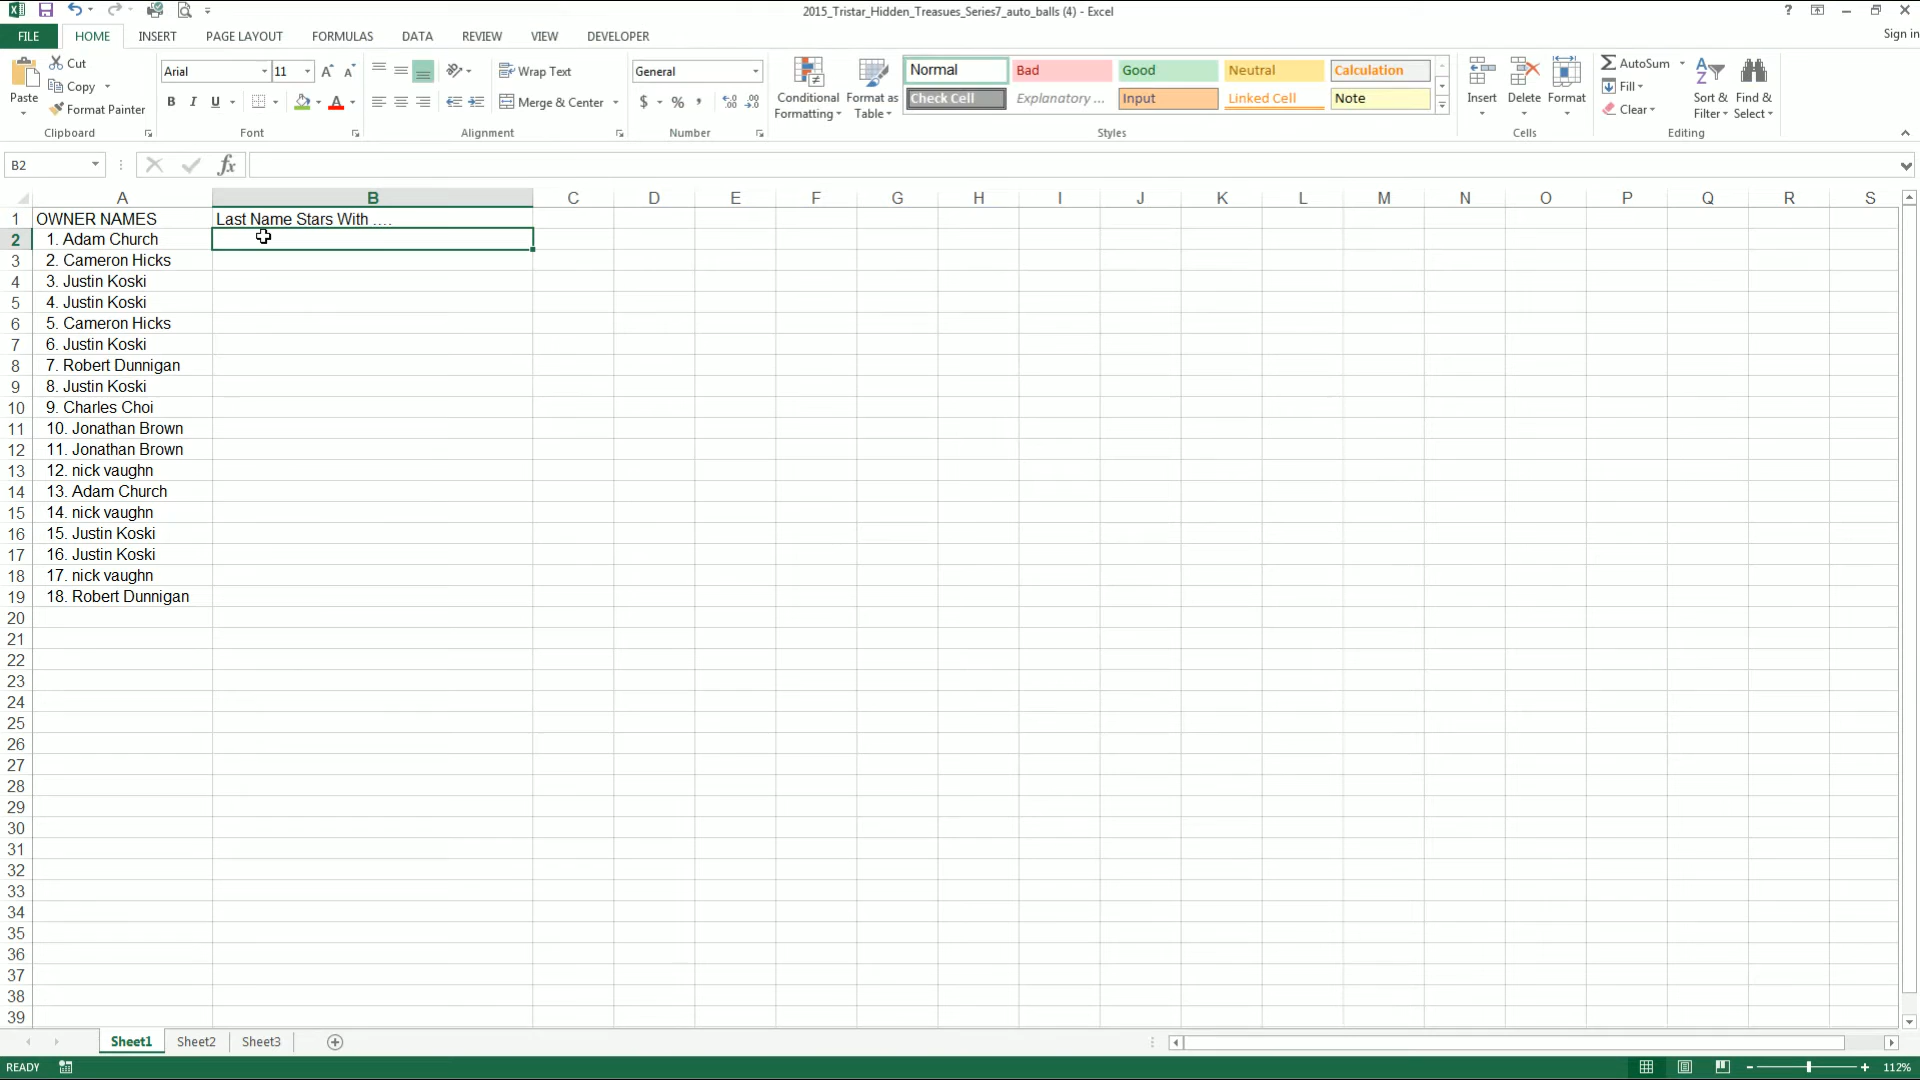 2015_Tristar_Hidden_Treasues_Series7_auto_balls (4) - Excel
Sign in
FILE HOME INSERT PAGE LAYOUT FORMULAS DATA REVIEW VIEW DEVELOPER
Paste
Cut
Copy
Format Painter
Clipboard
Arial 11
B I U
Font
Wrap Text
Merge & Center
Alignment
General
$ % ,
Number
Conditional Formatting
Format as Table
Normal Bad Good Neutral Calculation
Check Cell Explanatory ... Input Linked Cell Note
Styles
Insert Delete Format
Cells
AutoSum
Fill
Clear
Sort & Filter
Find & Select
Editing
B2 fx
A B C D E F G H I J K L M N O P Q R S
1 OWNER NAMES Last Name Stars With ....
2 1. Adam Church
3 2. Cameron Hicks
4 3. Justin Koski
5 4. Justin Koski
6 5. Cameron Hicks
7 6. Justin Koski
8 7. Robert Dunnigan
9 8. Justin Koski
10 9. Charles Choi
11 10. Jonathan Brown
12 11. Jonathan Brown
13 12. nick vaughn
14 13. Adam Church
15 14. nick vaughn
16 15. Justin Koski
17 16. Justin Koski
18 17. nick vaughn
19 18. Robert Dunnigan
20
21
22
23
24
25
26
27
28
29
30
31
32
33
34
35
36
37
38
39
Sheet1 Sheet2 Sheet3
READY
112%